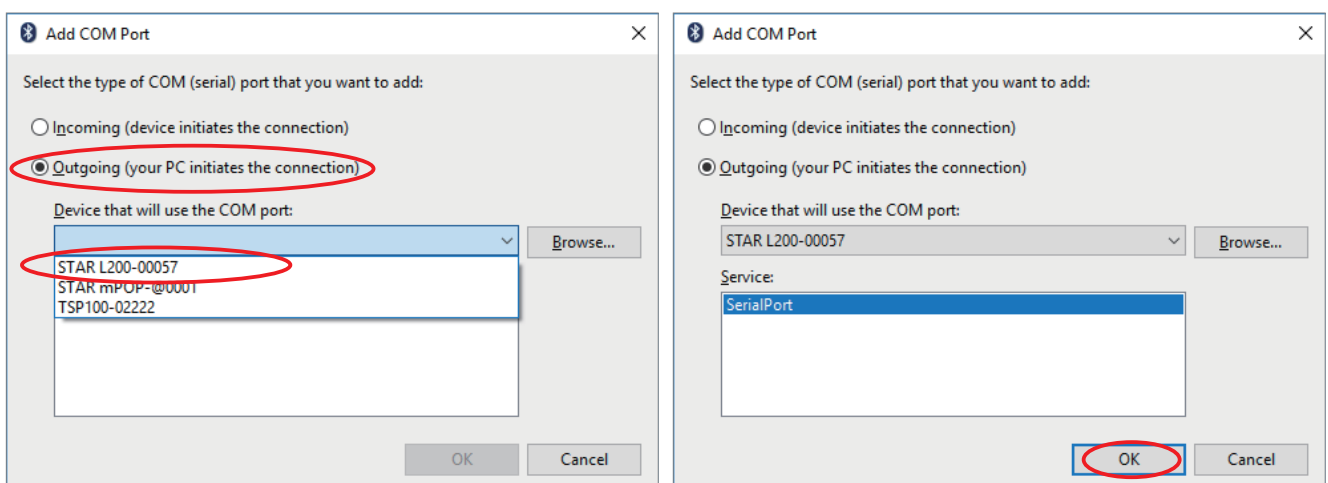 Add COM Port
Select the type of COM (serial) port that you want to add:
Incoming (device initiates the connection)
Outgoing (your PC initiates the connection)
Device that will use the COM port:
Browse...
STAR L200-00057
STAR mPOP-@0001
TSP100-02222
OK
Cancel
Add COM Port
Select the type of COM (serial) port that you want to add:
Incoming (device initiates the connection)
Outgoing (your PC initiates the connection)
Device that will use the COM port:
STAR L200-00057
Browse...
Service:
SerialPort
OK
Cancel